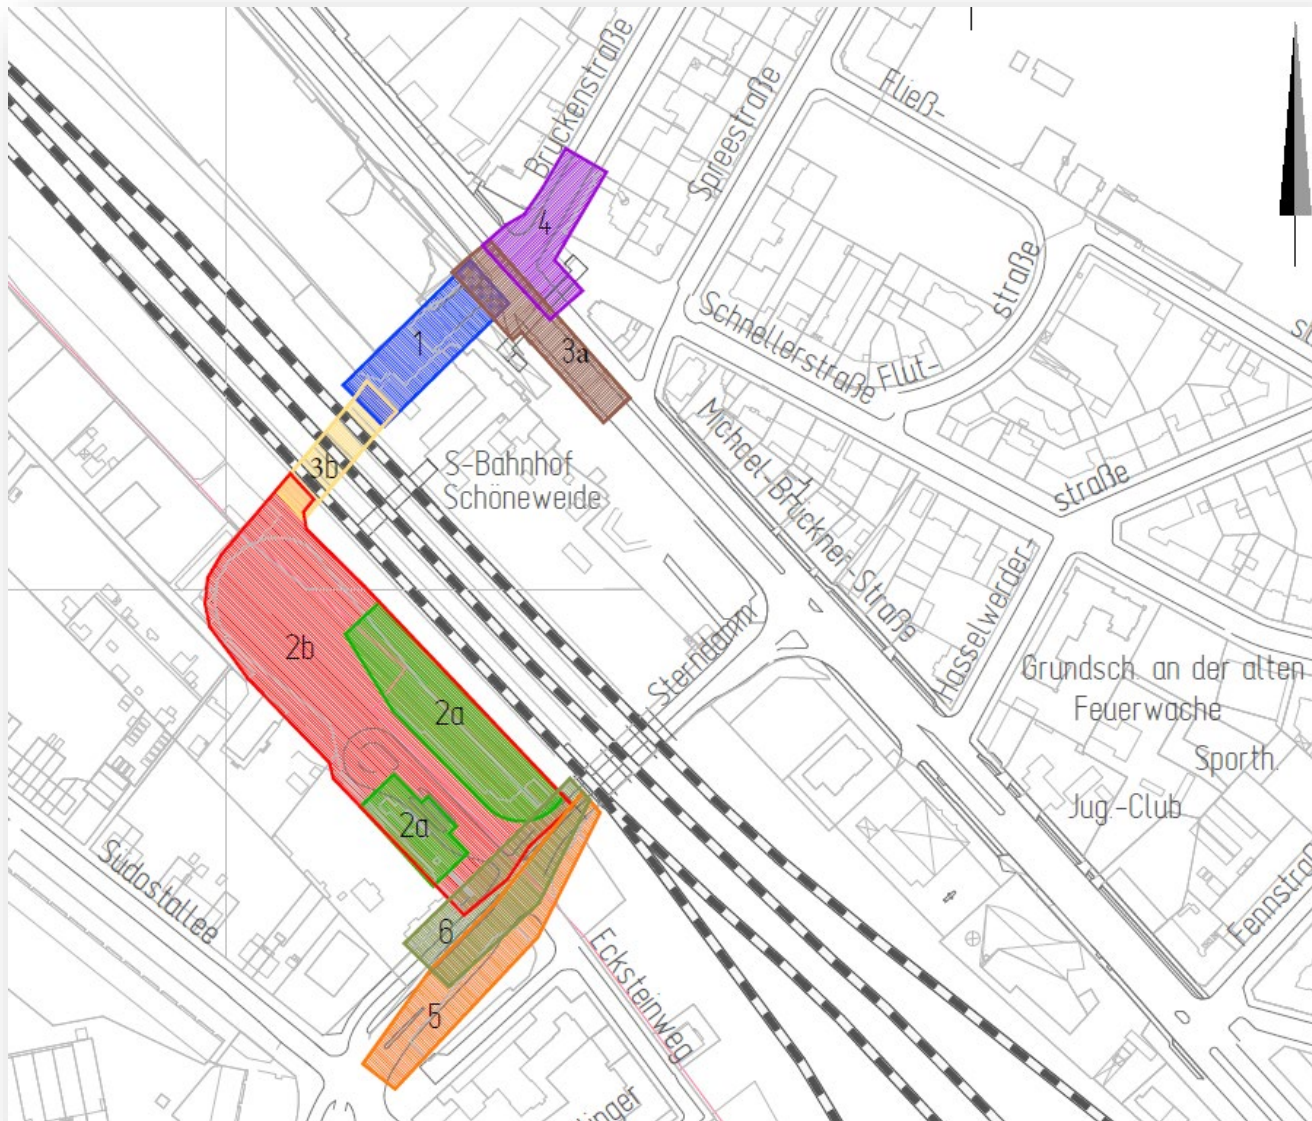 Brückenstraße
Spreestraße
Fließ-
straße
4
1
3a
3b
Schnellerstraße
Flut-
straße
S-Bahnhof
Schöneweide
Michael-Brückner-Straße
Hasselwerder-
Sterndamm
2b
2a
2a
Grundsch. an der alten
Feuerwache
Sporth.
Jug.-Club
Südostallee
6
5
Ecksteinweg